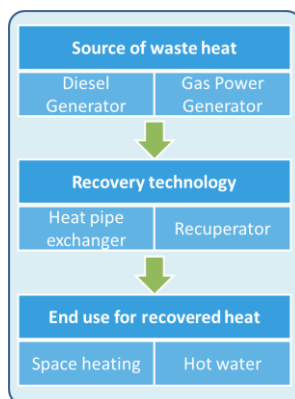 Source of waste heat
Diesel
Generator
Gas Power
Generator
Recovery technology
Heat pipe
exchanger
Recuperator
End use for recovered heat
Space heating
Hot water